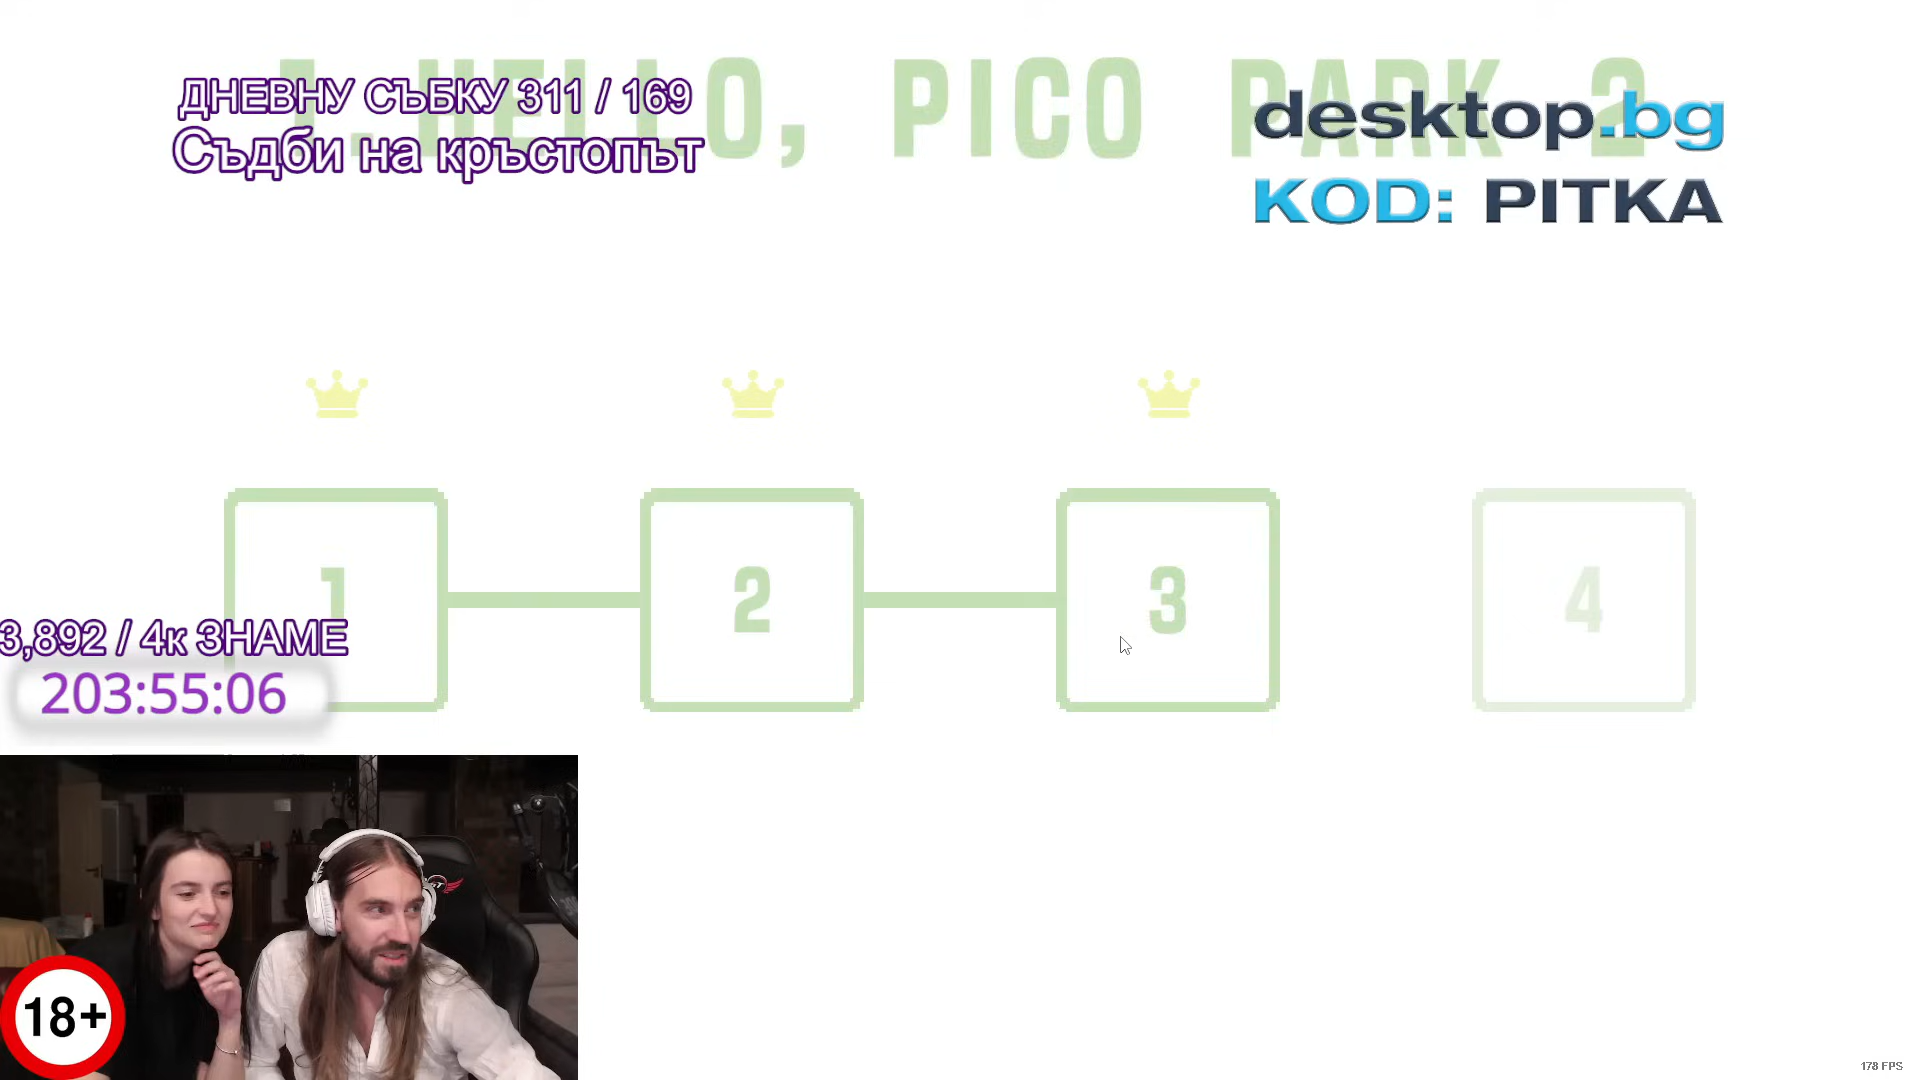 1.HELLO, PICO PARK 2
ДНЕВНУ СЪБКУ 311 / 169
Съдби на кръстопът
desktop.bg
KOD: PITKA
1
2
3
4
3,892 / 4к ЗНАМЕ
203:55:06
18+
178 FPS